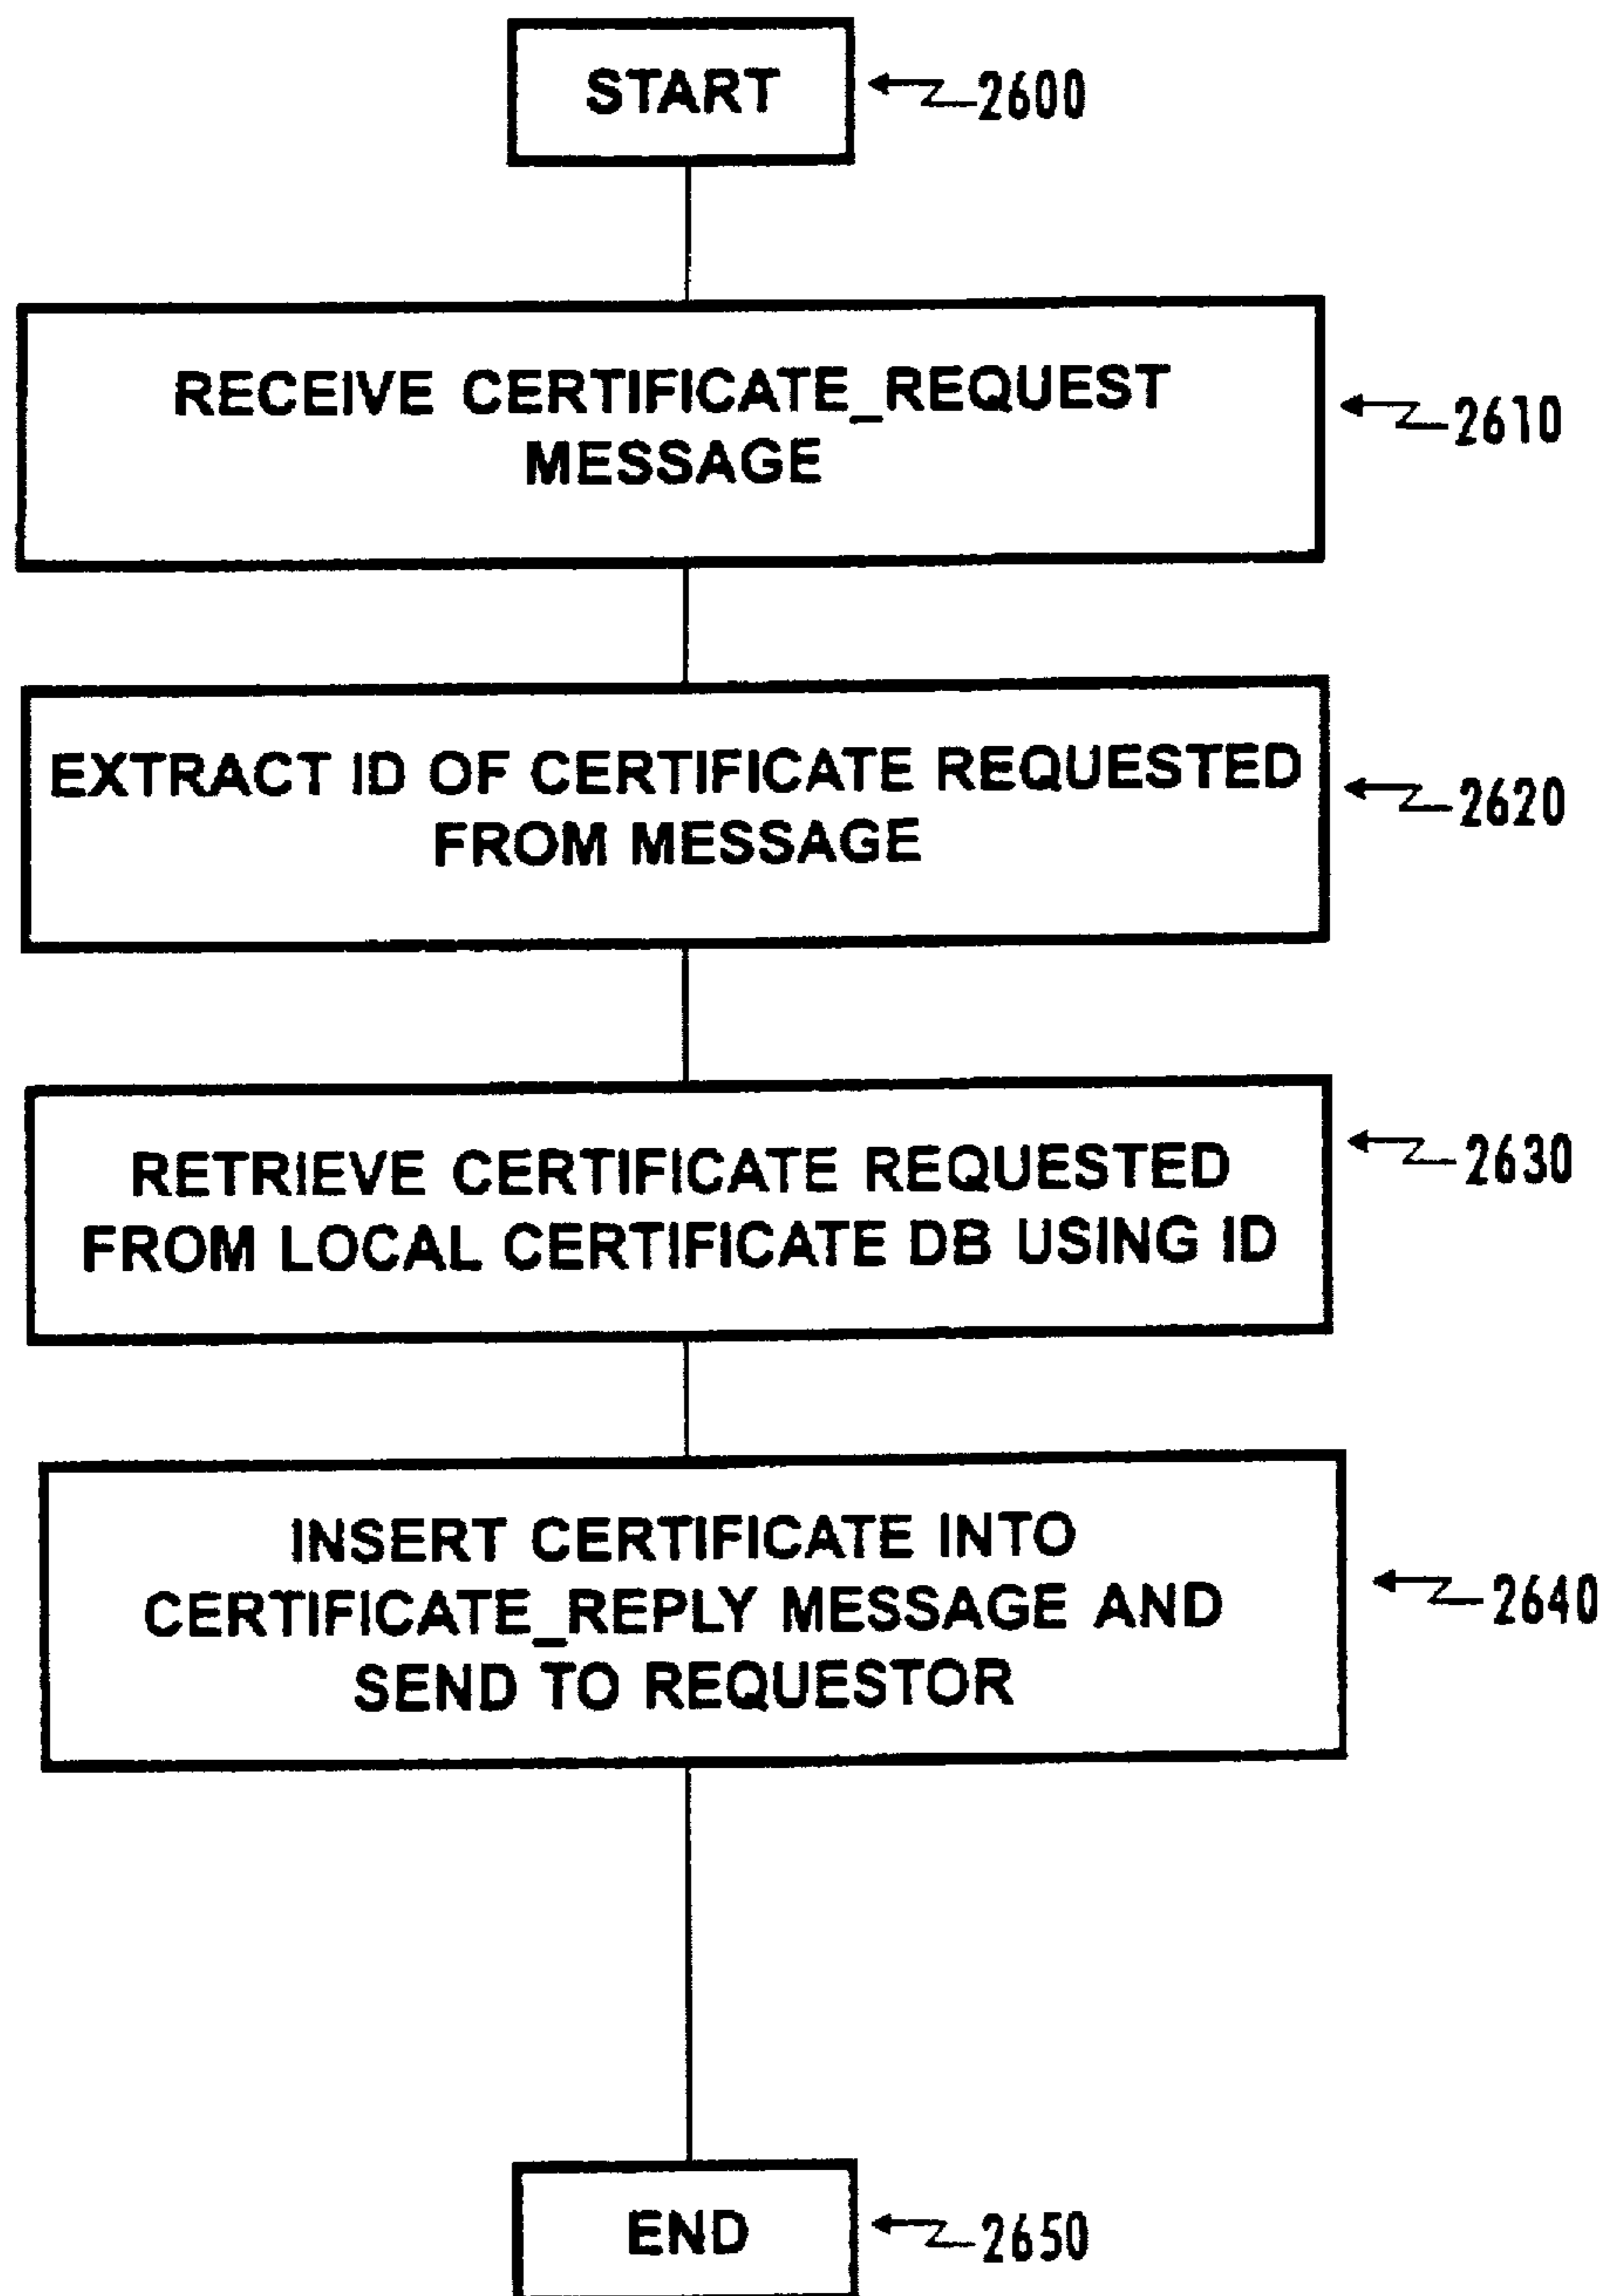 START
2600
RECEIVE CERTIFICATE_REQUEST
MESSAGE
2610
EXTRACT ID OF CERTIFICATE REQUESTED
FROM MESSAGE
2620
RETRIEVE CERTIFICATE REQUESTED
FROM LOCAL CERTIFICATE DB USING ID
2630
INSERT CERTIFICATE INTO
CERTIFICATE_REPLY MESSAGE AND
SEND TO REQUESTOR
2640
END
2650